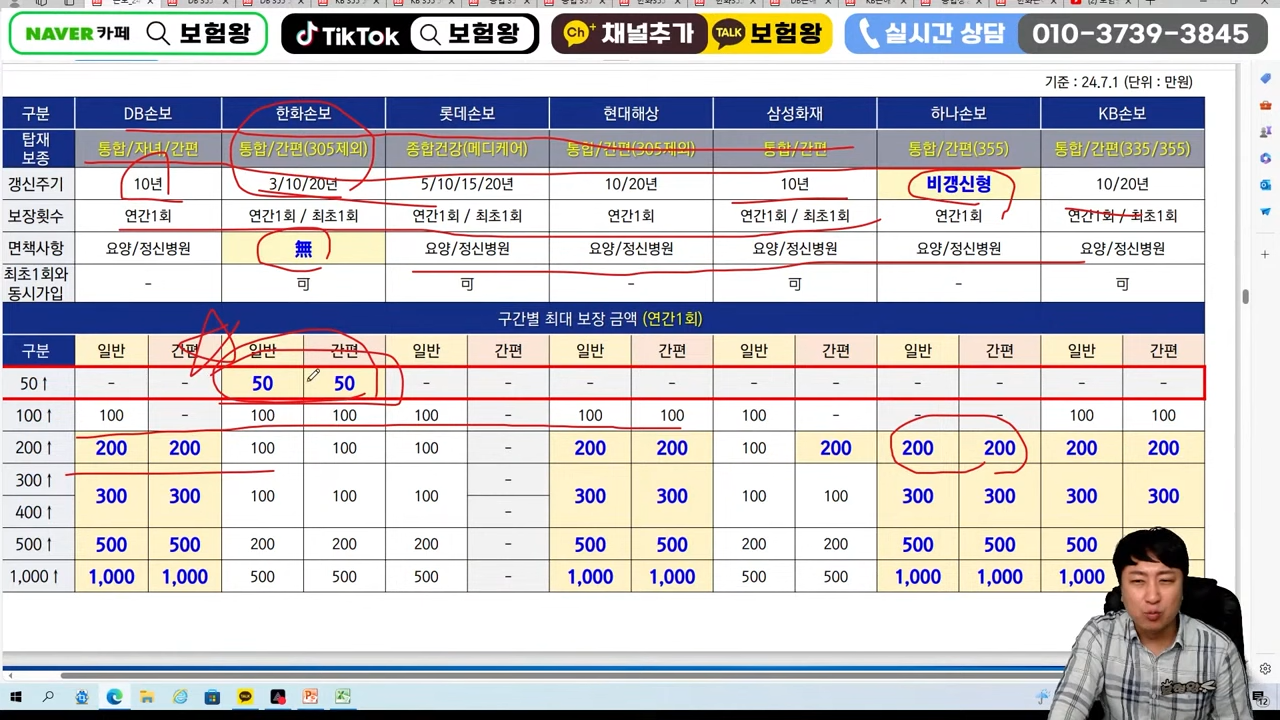 NAVER 카페 보험왕 TikTok 보험왕 Ch+ 채널추가 TALK 보험왕 실시간 상담 010-3739-3845
기준 : 24.7.1 (단위 : 만원)
구분 DB손보 한화손보 롯데손보 현대해상 삼성화재 하나손보 KB손보
탑재 보종 통합/자녀/간편 통합/간편(305제외) 종합건강(메디케어) 통합/간편(305제외) 통합/간편 통합/간편(355) 통합/간편(335/355)
갱신주기 10년 3/10/20년 5/10/15/20년 10/20년 10년 비갱신형 10/20년
보장횟수 연간1회 연간1회 / 최초1회 연간1회 / 최초1회 연간1회 연간1회 / 최초1회 연간1회 연간1회 / 최초1회
면책사항 요양/정신병원 無 요양/정신병원 요양/정신병원 요양/정신병원 요양/정신병원 요양/정신병원
최초1회와 동시가입 - 可 可 - 可 - 可
구간별 최대 보장 금액 (연간1회)
구분 일반 간편 일반 간편 일반 간편 일반 간편 일반 간편 일반 간편 일반 간편
50↑ - - 50 50 - - - - - - - - - -
100↑ 100 - 100 100 100 - 100 100 100 - - - 100 100
200↑ 200 200 100 100 100 - 200 200 100 200 200 200 200 200
300↑ 300 300 100 100 100 - 300 300 100 100 300 300 300 300
400↑ -
500↑ 500 500 200 200 200 - 500 500 200 200 500 500 500
1,000↑ 1,000 1,000 500 500 500 - 1,000 1,000 500 500 1,000 1,000 1,000